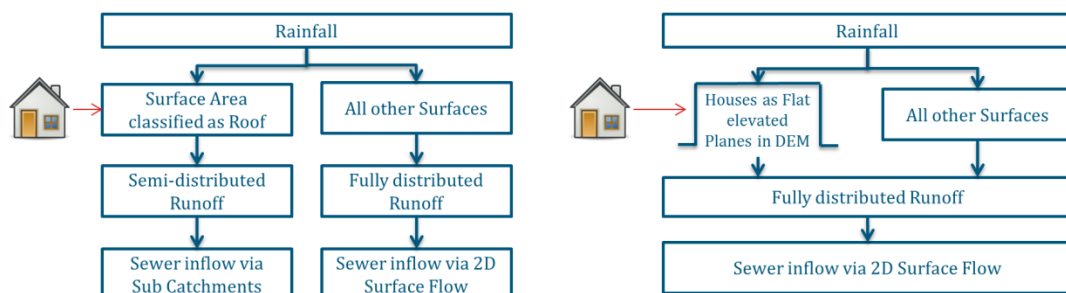 Rainfall
Surface Area
classified as Roof
All other Surfaces
Semi-distributed
Runoff
Fully distributed
Runoff
Sewer inflow via
Sub Catchments
Sewer inflow via 2D
Surface Flow
Rainfall
Houses as Flat
elevated
Planes in DEM
All other Surfaces
Fully distributed Runoff
Sewer inflow via 2D Surface Flow